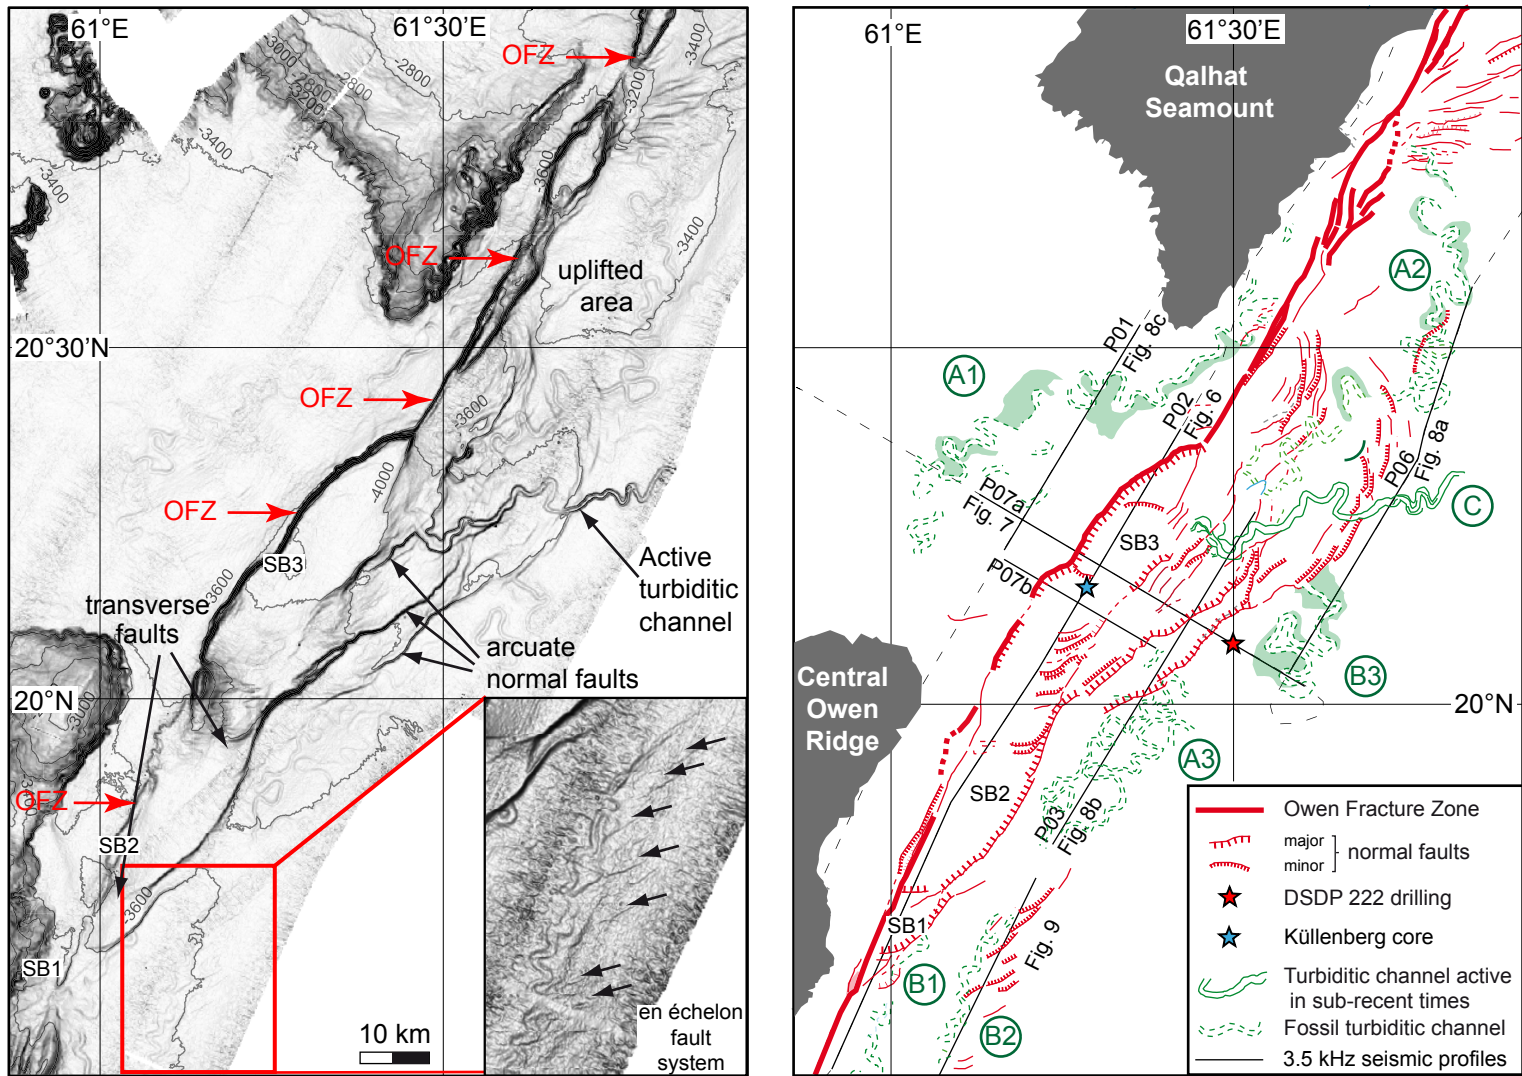 61°E
61°30'E
-3000
-2800
-3200
-2800
-2800
-3400
-3200
-3400
-3400
OFZ
-3600
-3400
OFZ
uplifted
area
20°30'N
OFZ
-3600
-4000
OFZ
SB3
-3600
Active
turbiditic
channel
transverse
faults
arcuate
normal faults
20°N
-3000
OFZ
SB2
-3600
SB1
10 km
en échelon
fault
system
61°E
61°30'E
Qalhat
Seamount
A2
A1
P01
Fig. 8c
P02
Fig. 6
P06
Fig. 8a
P07a
Fig. 7
C
SB3
P07b
B3
Central
Owen
Ridge
20°N
A3
SB2
P03
Fig. 8b
SB1
Fig. 9
B1
B2
Owen Fracture Zone
major
minor
normal faults
DSDP 222 drilling
Küllenberg core
Turbiditic channel active
in sub-recent times
Fossil turbiditic channel
3.5 kHz seismic profiles